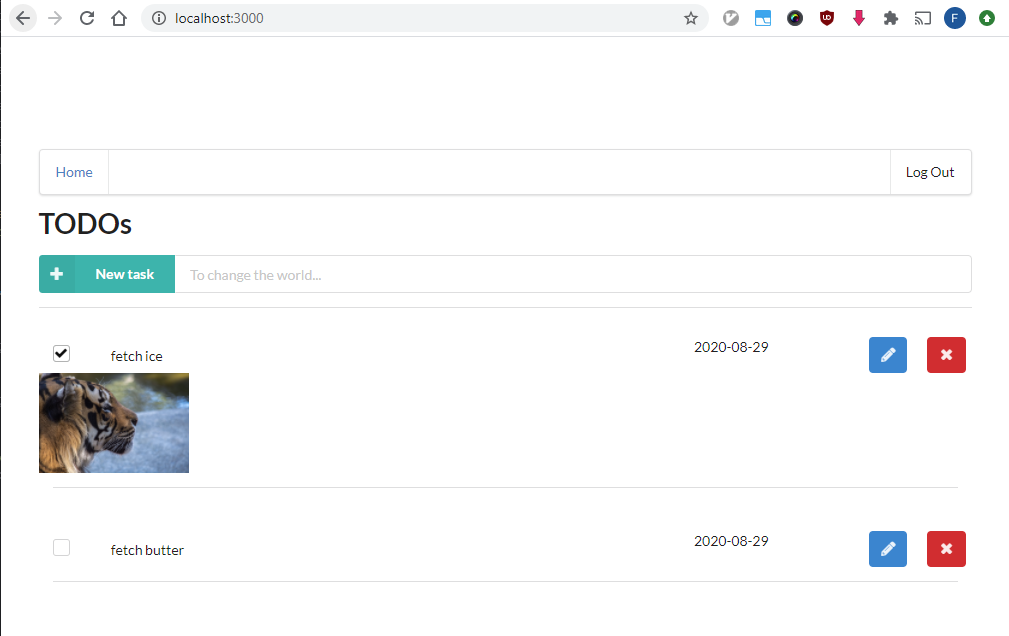 localhost:3000
F
Home
Log Out
TODOs
New task
To change the world...
fetch ice
2020-08-29
fetch butter
2020-08-29